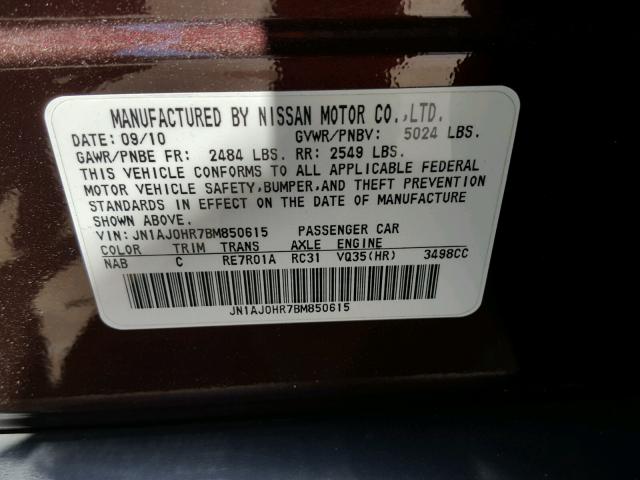 MANUFACTURED BY NISSAN MOTOR CO.,LTD.
DATE: 09/10 GVWR/PNBV: 5024 LBS.
GAWR/PNBE FR: 2484 LBS. RR: 2549 LBS.
THIS VEHICLE CONFORMS TO ALL APPLICABLE FEDERAL
MOTOR VEHICLE SAFETY,BUMPER,AND THEFT PREVENTION
STANDARDS IN EFFECT ON THE DATE OF MANUFACTURE
SHOWN ABOVE.
VIN: JN1AJ0HR7BM850615 PASSENGER CAR
COLOR TRIM TRANS AXLE ENGINE
NAB C RE7R01A RC31 VQ35(HR) 3498CC
JN1AJ0HR7BM850615